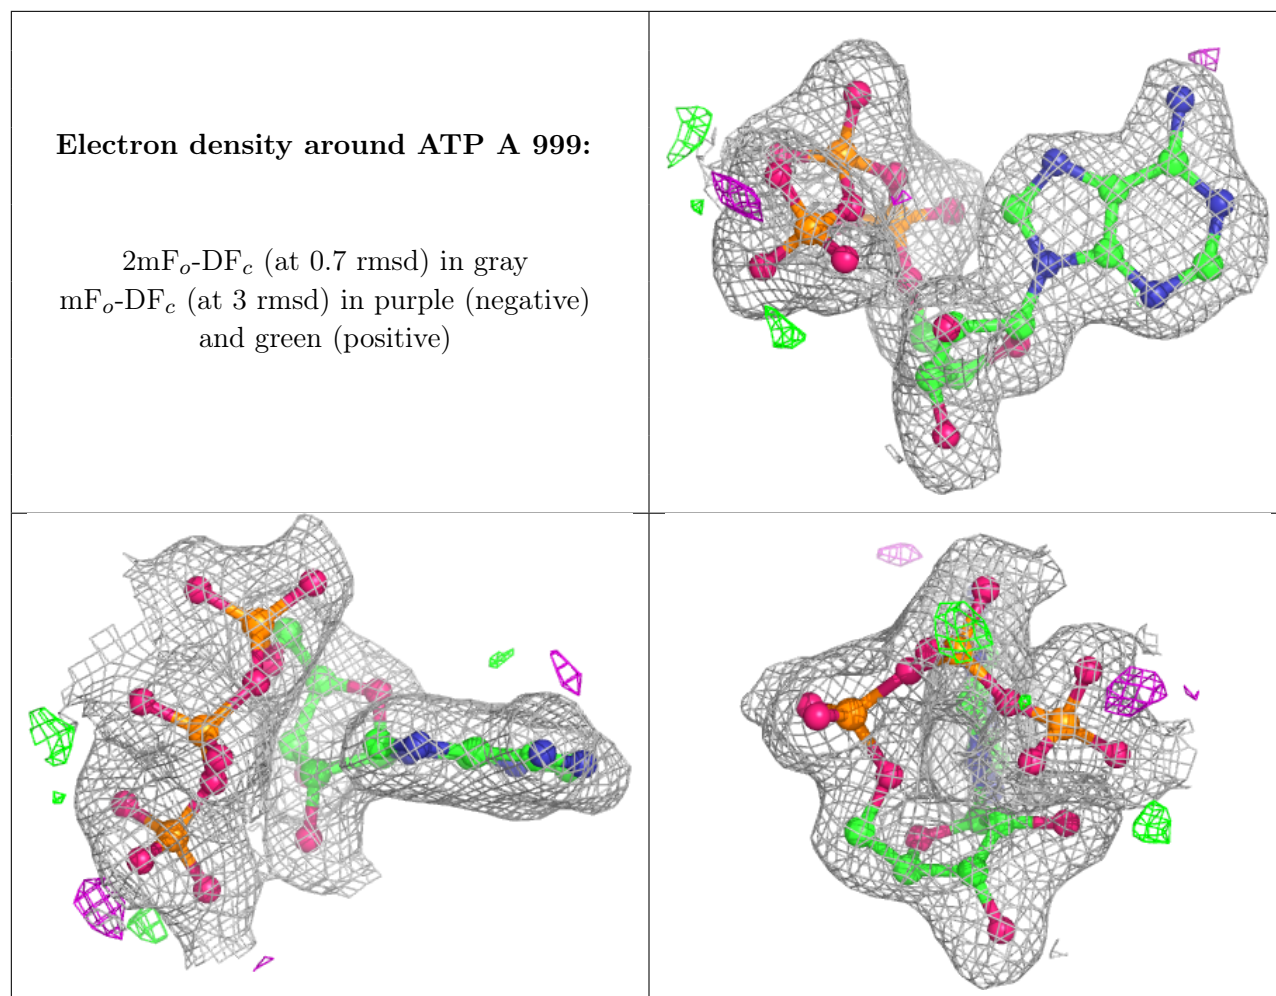 Electron density around ATP A 999:
2mFo-DFc (at 0.7 rmsd) in gray
mFo-DFc (at 3 rmsd) in purple (negative)
and green (positive)